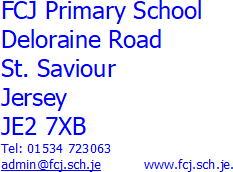 FCJ Primary School
Deloraine Road
St. Saviour
Jersey
JE2 7XB
Tel: 01534 723063
admin@fcj.sch.je www.fcj.sch.je.